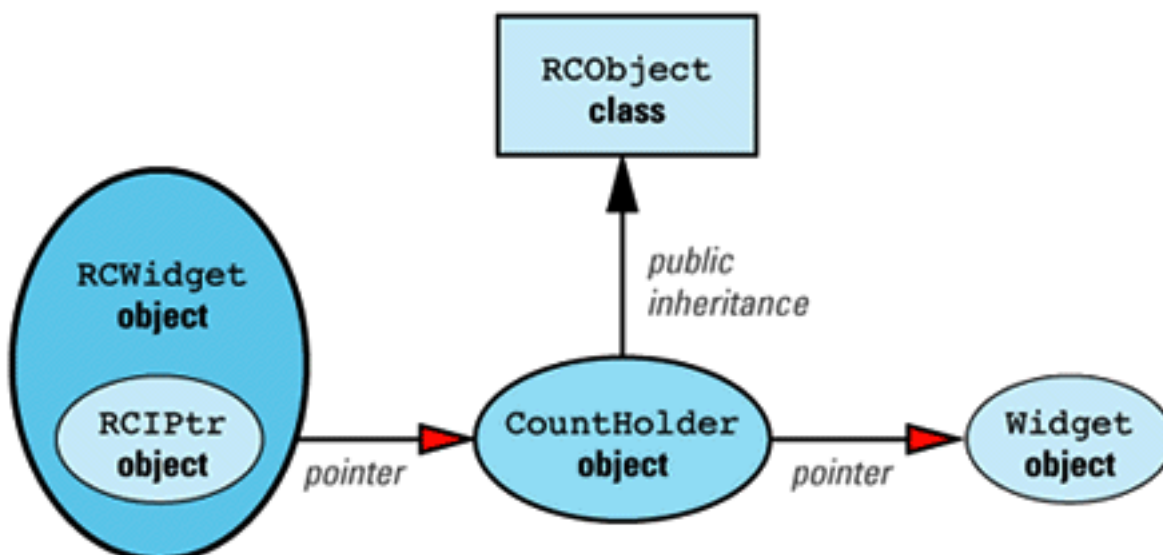 RCObject
class
RCWidget
object
public
inheritance
RCIPtr
object
pointer
CountHolder
object
pointer
Widget
object